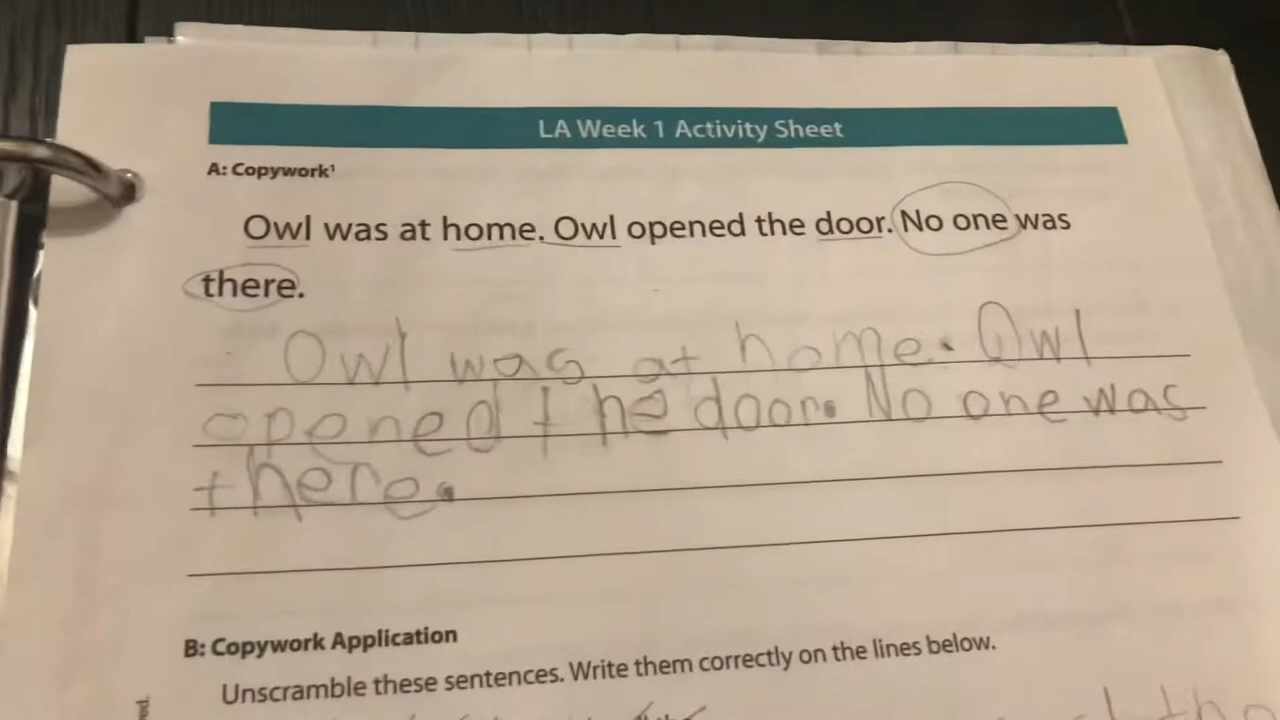 LA Week 1 Activity Sheet
A: Copywork¹
Owl was at home. Owl opened the door. No one was
there.
Owl was at home. Owl
opened the door. No one was
there.
B: Copywork Application
Unscramble these sentences. Write them correctly on the lines below.